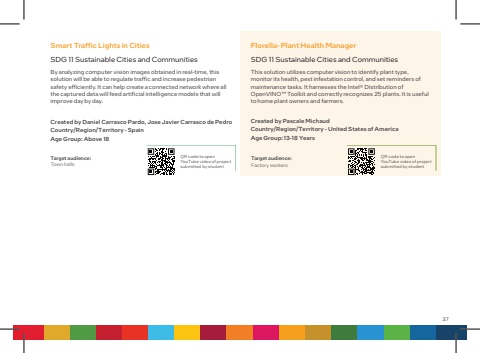 Smart Traffic Lights in Cities
SDG 11 Sustainable Cities and Communities
By analyzing computer vision images obtained in real-time, this
solution will be able to regulate traffic and increase pedestrian
safety efficiently. It can help create a connected network where all
the captured data will feed artificial intelligence models that will
improve day by day.
Created by Daniel Carrasco Pardo, Jose Javier Carrasco de Pedro
Country/Region/Territory - Spain
Age Group: Above 18
Target audience:
Town halls
QR code to open
YouTube video of project
submitted by student
Florella- Plant Health Manager
SDG 11 Sustainable Cities and Communities
This solution utilizes computer vision to identify plant type,
monitor its health, pest infestation control, and set reminders of
maintenance tasks. It harnesses the Intel® Distribution of
OpenVINO™ Toolkit and correctly recognizes 25 plants. It is useful
to home plant owners and farmers.
Created by Pascale Michaud
Country/Region/Territory - United States of America
Age Group: 13-18 Years
Target audience:
Factory workers
QR code to open
YouTube video of project
submitted by student
37